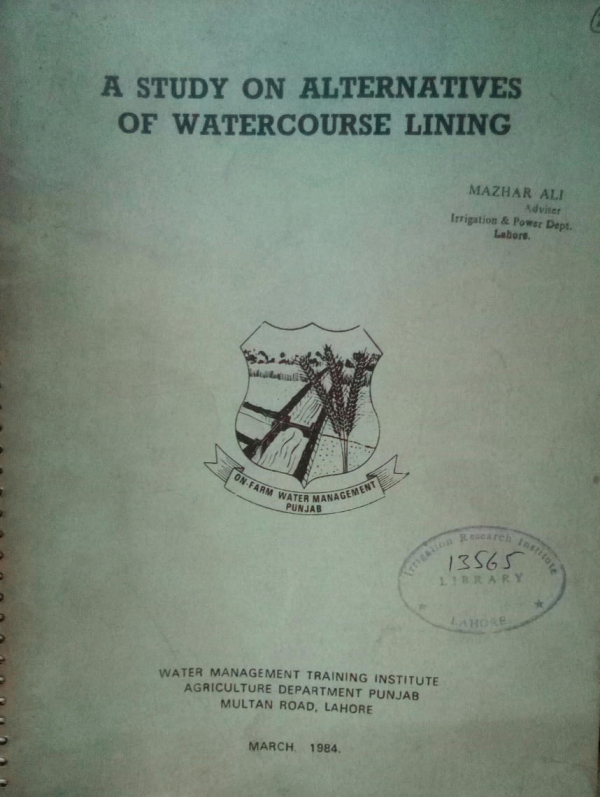 A STUDY ON ALTERNATIVES
OF WATERCOURSE LINING
MAZHAR ALI
Adviser
Irrigation & Power Dept.
Lahore.
ON-FARM WATER MANAGEMENT
PUNJAB
Irrigation Research Institute
13565
LIBRARY
LAHORE
WATER MANAGEMENT TRAINING INSTITUTE
AGRICULTURE DEPARTMENT PUNJAB
MULTAN ROAD, LAHORE
MARCH. 1984.